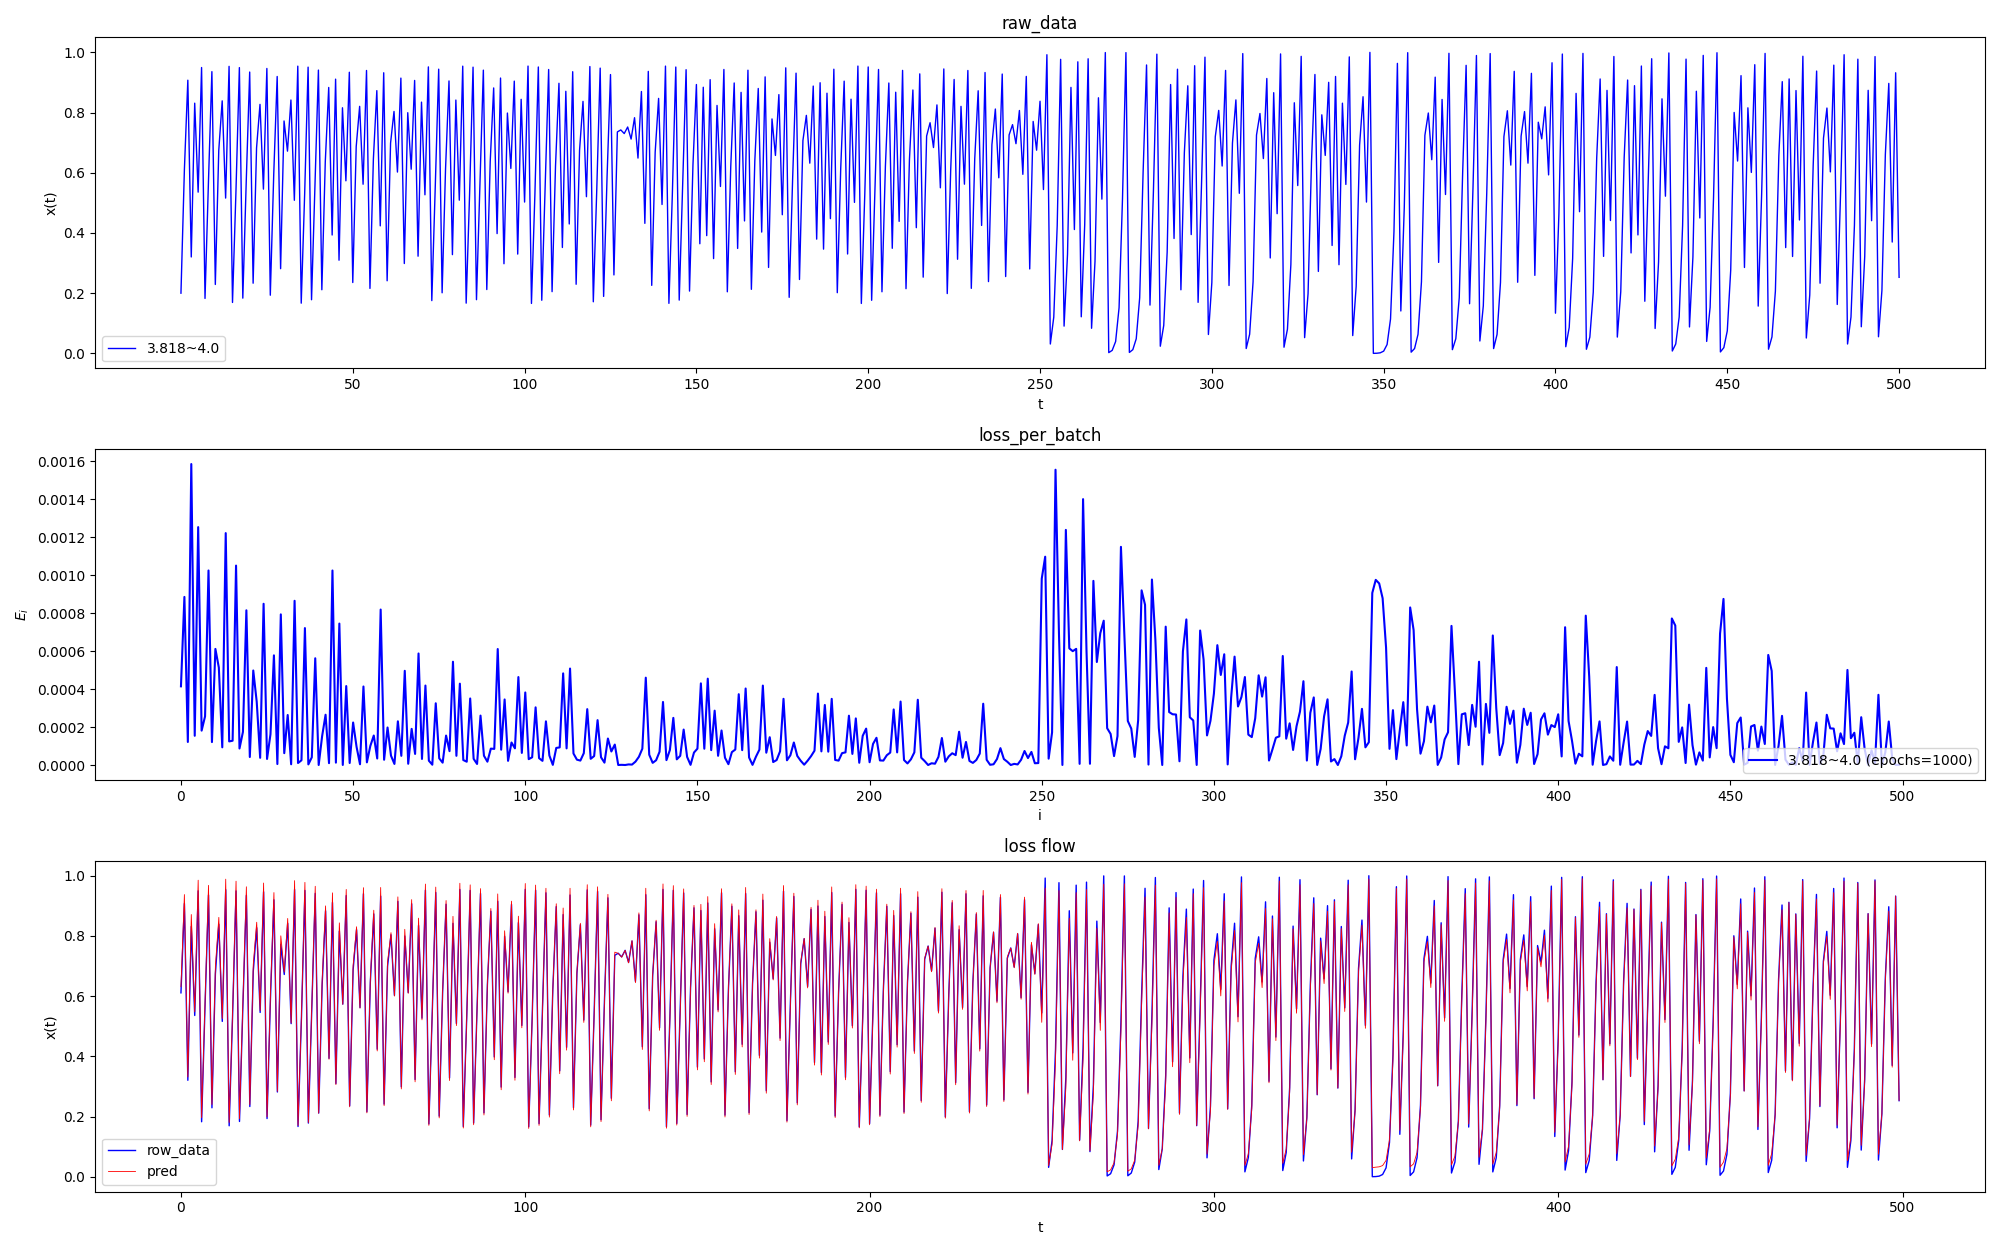 raw_data
1.0
0.8
0.6
0.4
0.2
0.0
x(t)
3.818~4.0
50 100 150 200 250 300 350 400 450 500
t
loss_per_batch
0.0016
0.0014
0.0012
0.0010
0.0008
0.0006
0.0004
0.0002
0.0000
E_i
3.818~4.0 (epochs=1000)
0 50 100 150 200 250 300 350 400 450 500
i
loss flow
1.0
0.8
0.6
0.4
0.2
0.0
x(t)
row_data
pred
0 100 200 300 400 500
t